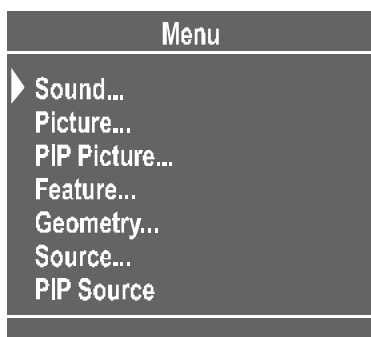 Menu
Sound...
Picture...
PIP Picture...
Feature...
Geometry...
Source...
PIP Source